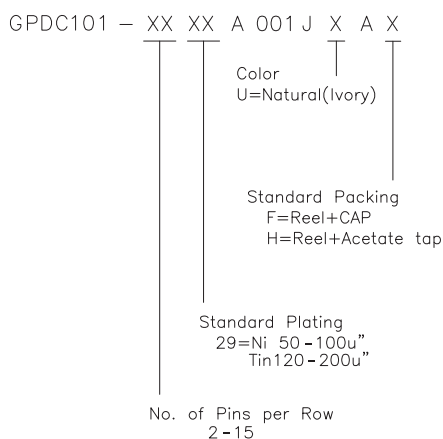 GPDC101 - XX XX A 001 J X A X
Color
U=Natural(Ivory)
Standard Packing
F=Reel+CAP
H=Reel+Acetate tap
Standard Plating
29=Ni 50-100u"
Tin120-200u"
No. of Pins per Row
2-15